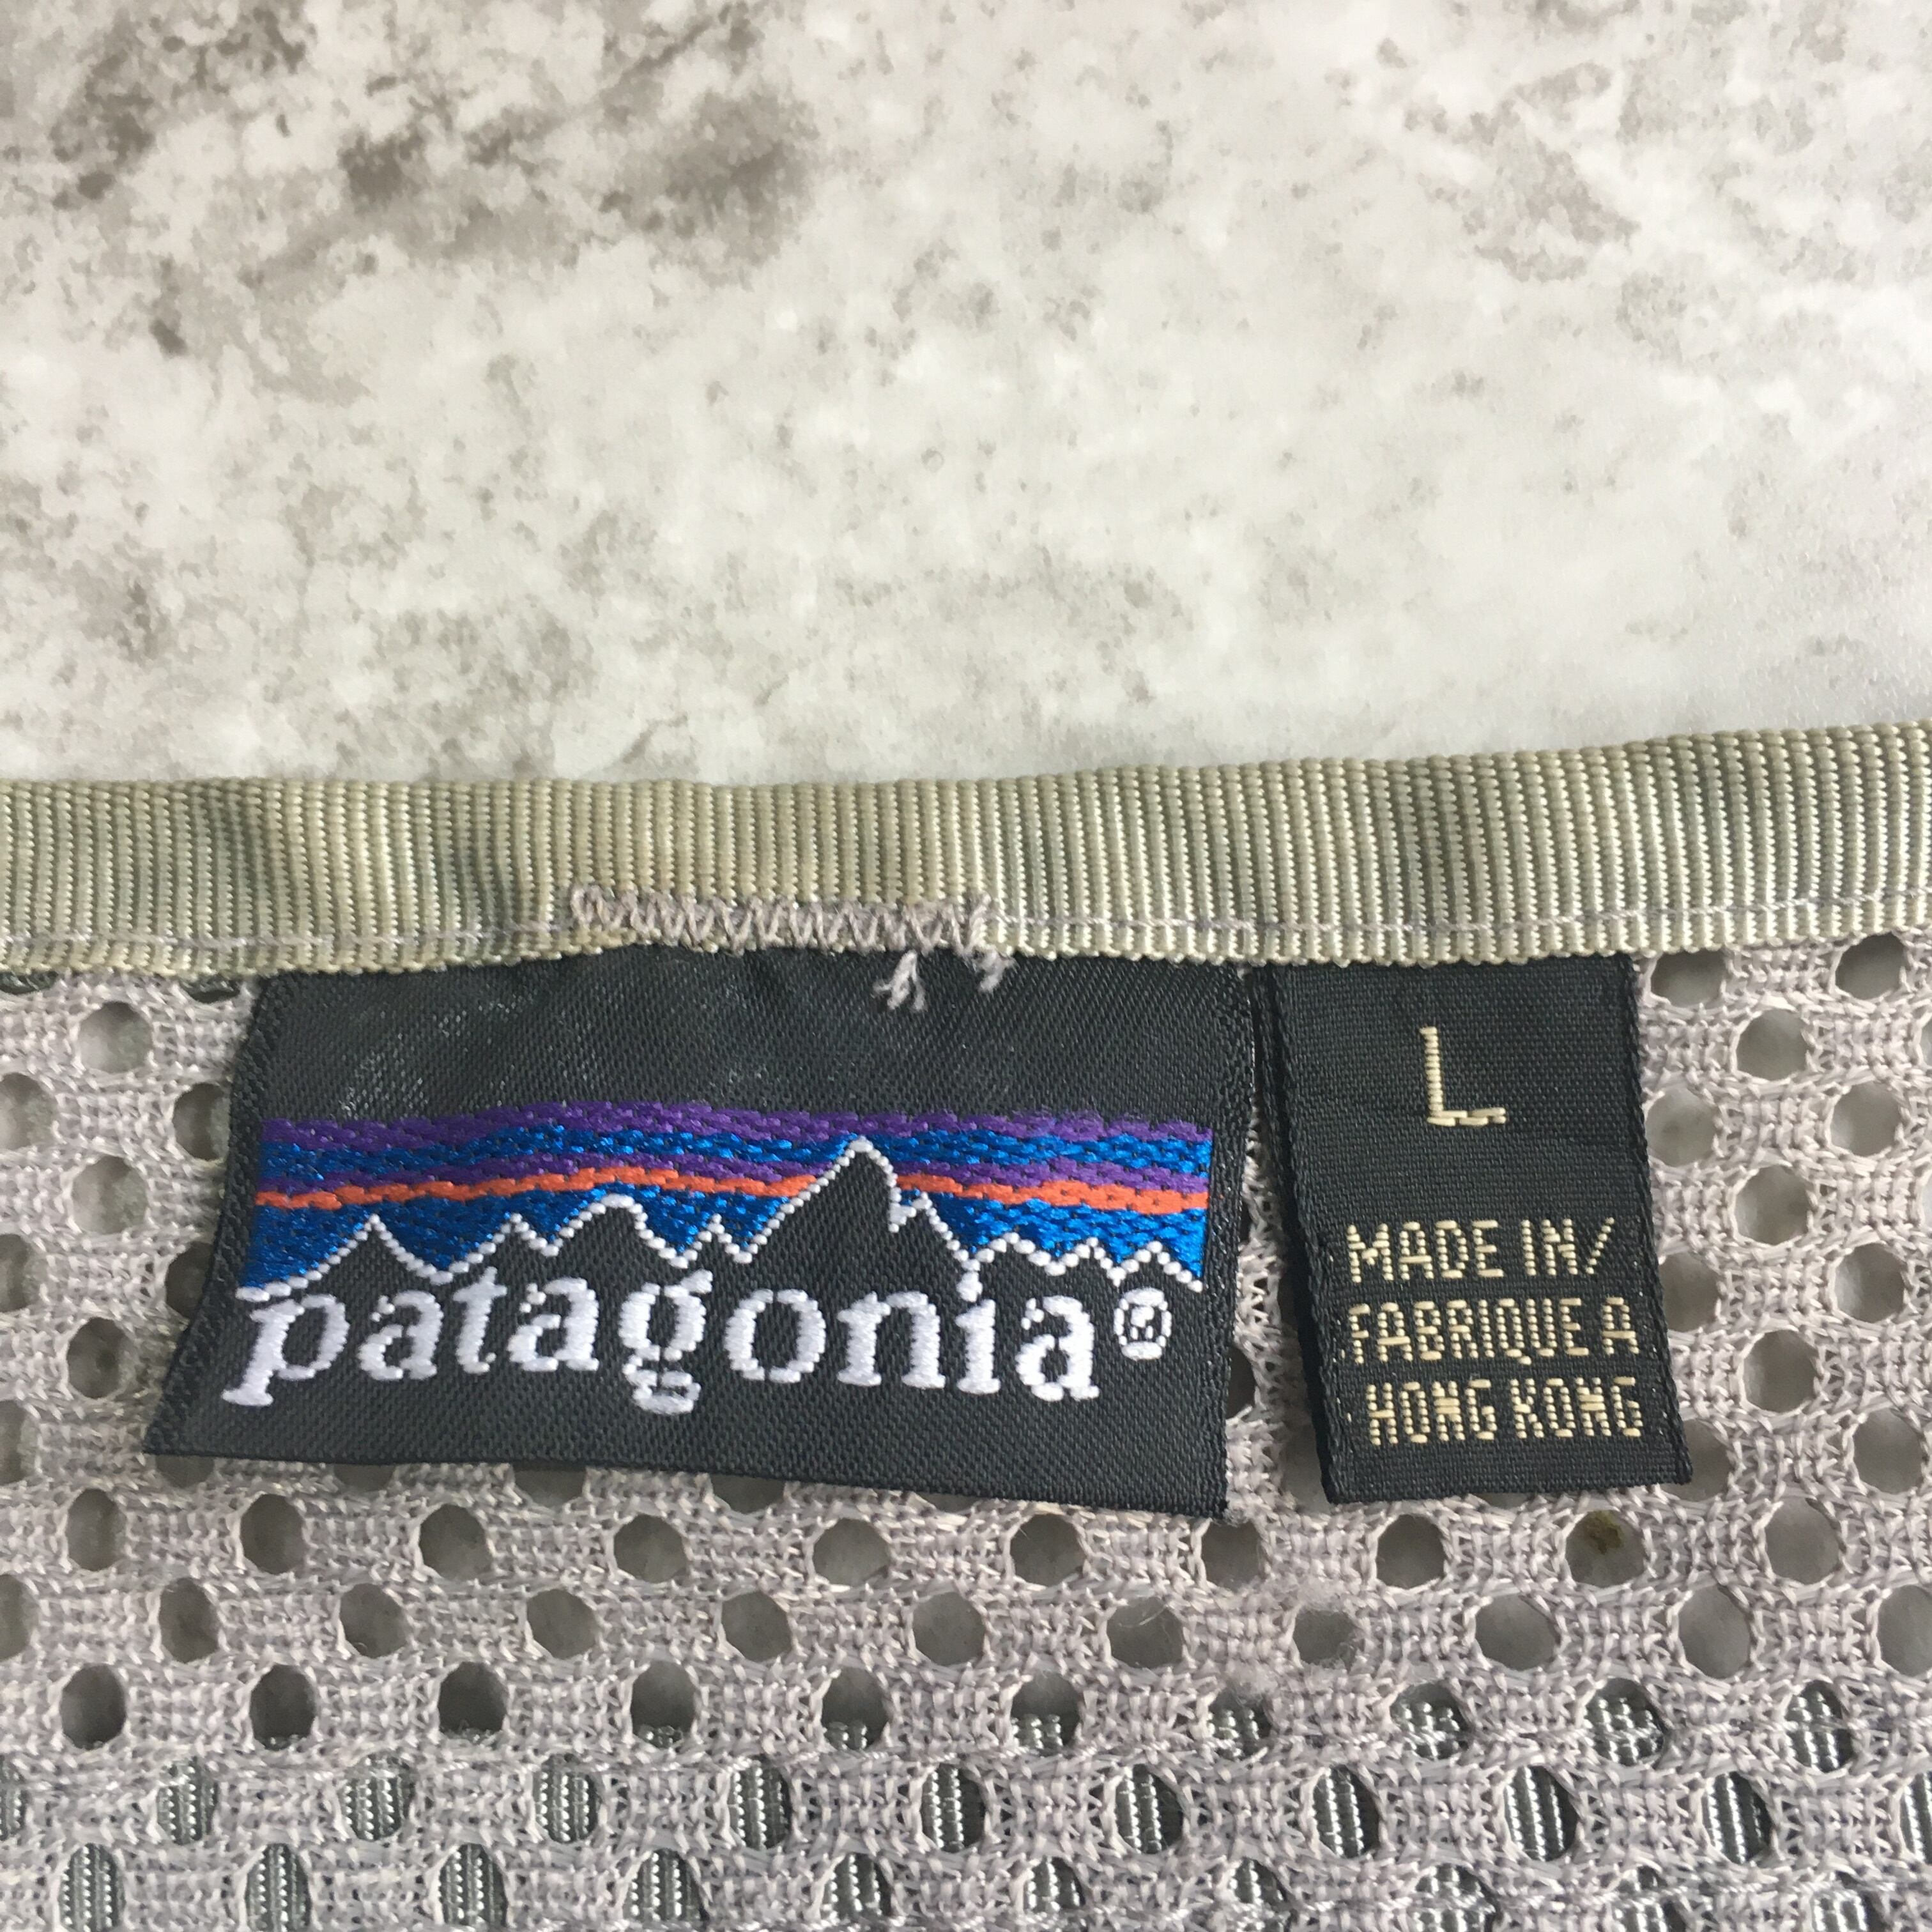 patagonia®
L
MADE IN/
FABRIQUE A
HONG KONG